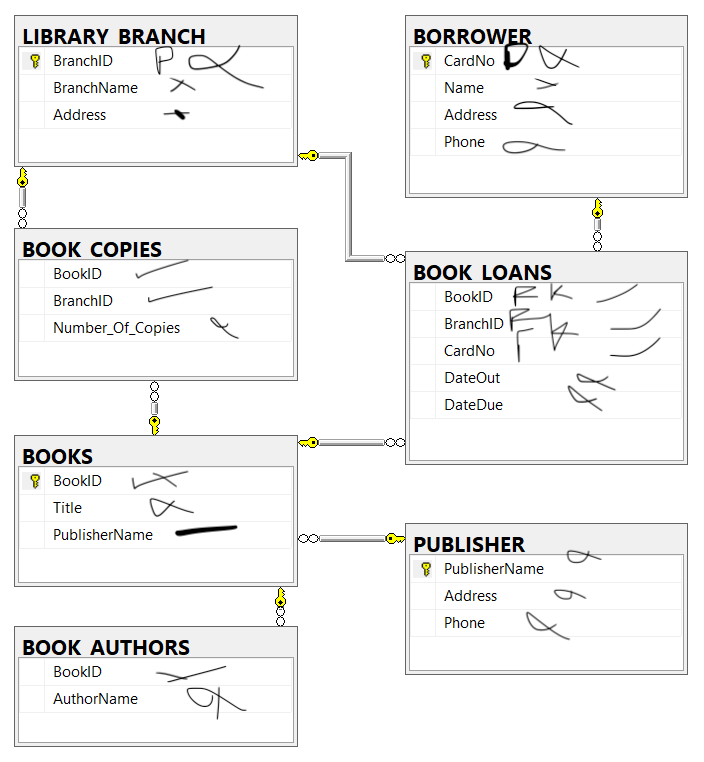 LIBRARY_BRANCH
BranchID P
BranchName
Address
BORROWER
CardNo
Name
Address
Phone
BOOK_COPIES
BookID
BranchID
Number_Of_Copies
BOOK_LOANS
BookID FK
BranchID FK
CardNo FK
DateOut
DateDue
BOOKS
BookID
Title
PublisherName
PUBLISHER
PublisherName
Address
Phone
BOOK_AUTHORS
BookID
AuthorName